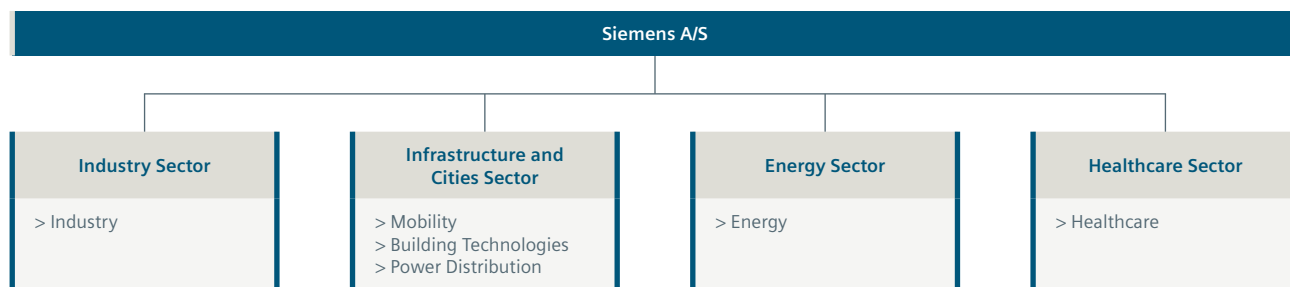 Siemens A/S
Industry Sector
> Industry
Infrastructure and
Cities Sector
> Mobility
> Building Technologies
> Power Distribution
Energy Sector
> Energy
Healthcare Sector
> Healthcare